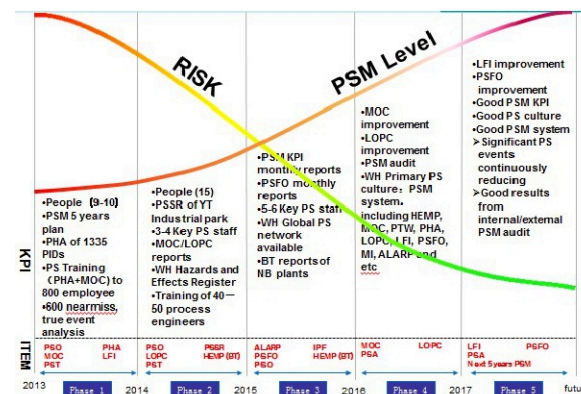 RISK
PSM Level
KPI
ITEM
•People (9-10)
•PSM 5 years
plan
•PHA of 1335
PIDs
•PS Training
(PHA+MOC) to
800 employee
•600 nearmiss,
true event
analysis
•People (15)
•PSSR of YT
Industrial park
•3-4 Key PS staff
•MOC/LOPC
reports
•WH Hazards and
Effects Register
•Training of 40—
50 process
engineers
•PSM KPI
monthly reports
•PSFO monthly
reports
•5-6 Key PS staff
•WH Global PS
network
available
•BT reports of
NB plants
•MOC
improvement
•LOPC
improvement
•PSM audit
•WH Primary PS
culture: PSM
system.
including HEMP,
MOC, PTW, PHA,
LOPC, LFI, PSFO,
MI, ALARP and
etc
•LFI improvement
•PSFO
improvement
•Good PSM KPI
•Good PS culture
•Good PSM system
➢Significant PS
events
continuously
reducing
➢Good results
from
internal/external
PSM audit
PSO PHA
MOC LFI
PST
PSO PSSR
LOPC HEMP (BT)
PST
ALARP IPF
PSFO HEMP (BT)
PSO
MOC LOPC
PSA
LFI PSFO
PSA
Next 5 years PSM
2013 2014 2015 2016 2017 futu
Phase 1 Phase 2 Phase 3 Phase 4 Phase 5